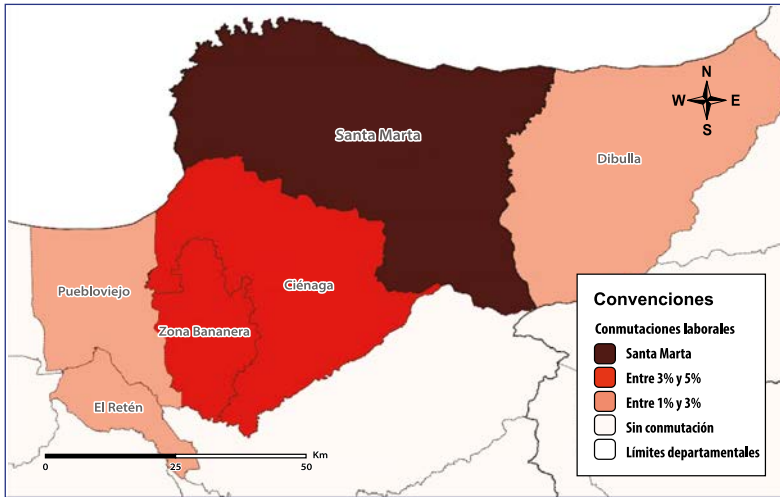 N
W E
S
Santa Marta
Dibulla
Ciénaga
Puebloviejo
Zona Bananera
El Retén
Km
0 25 50
Convenciones
Conmutaciones laborales
Santa Marta
Entre 3% y 5%
Entre 1% y 3%
Sin conmutación
Límites departamentales